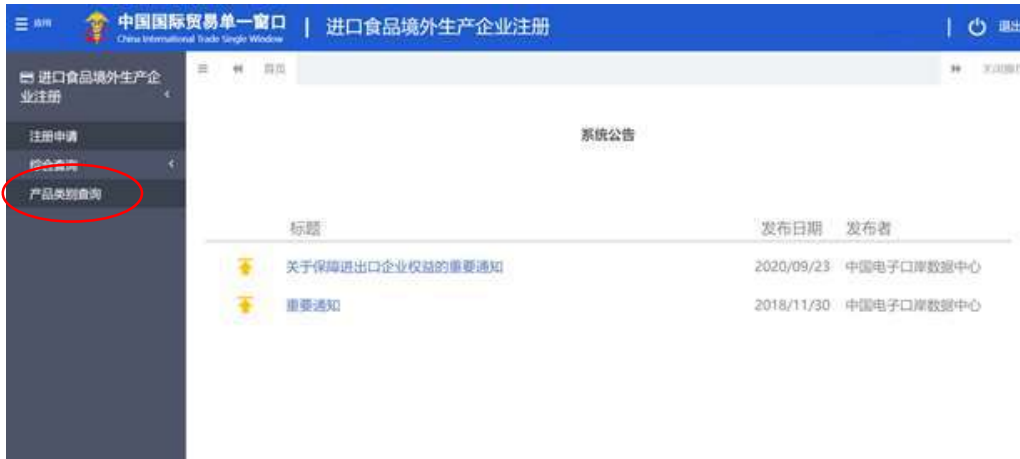 应用
中国国际贸易单一窗口 | 进口食品境外生产企业注册
China International Trade Single Window
退出
进口食品境外生产企
业注册
首页
注册申请
综合查询
产品类别查询
系统公告
标题 发布日期 发布者
关于保障进出口企业权益的重要通知 2020/09/23 中国电子口岸数据中心
重要通知 2018/11/30 中国电子口岸数据中心